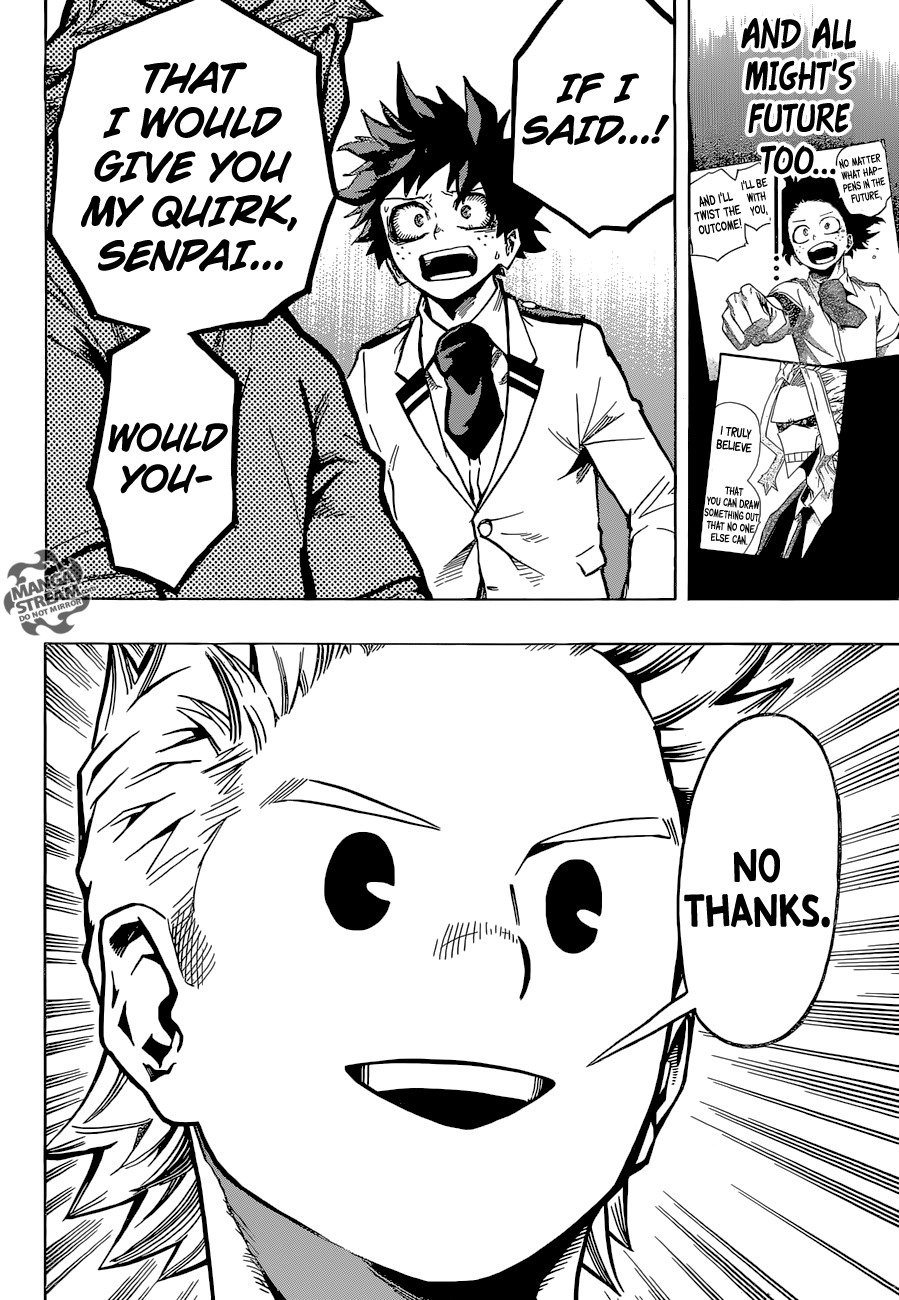 AND ALL
MIGHT'S
FUTURE
TOO...
NO MATTER
WHAT HAP-
PENS IN THE
FUTURE,
I'LL BE
WITH
YOU,
AND I'LL
TWIST THE
OUTCOME!
I TRULY
BELIEVE
THAT
YOU CAN DRAW
SOMETHING OUT
THAT NO ONE
ELSE CAN.
IF I
SAID...!
THAT
I WOULD
GIVE YOU
MY QUIRK,
SENPAI...
WOULD
YOU-
MANGA
STREAM
DO NOT MIRROR
NO
THANKS.